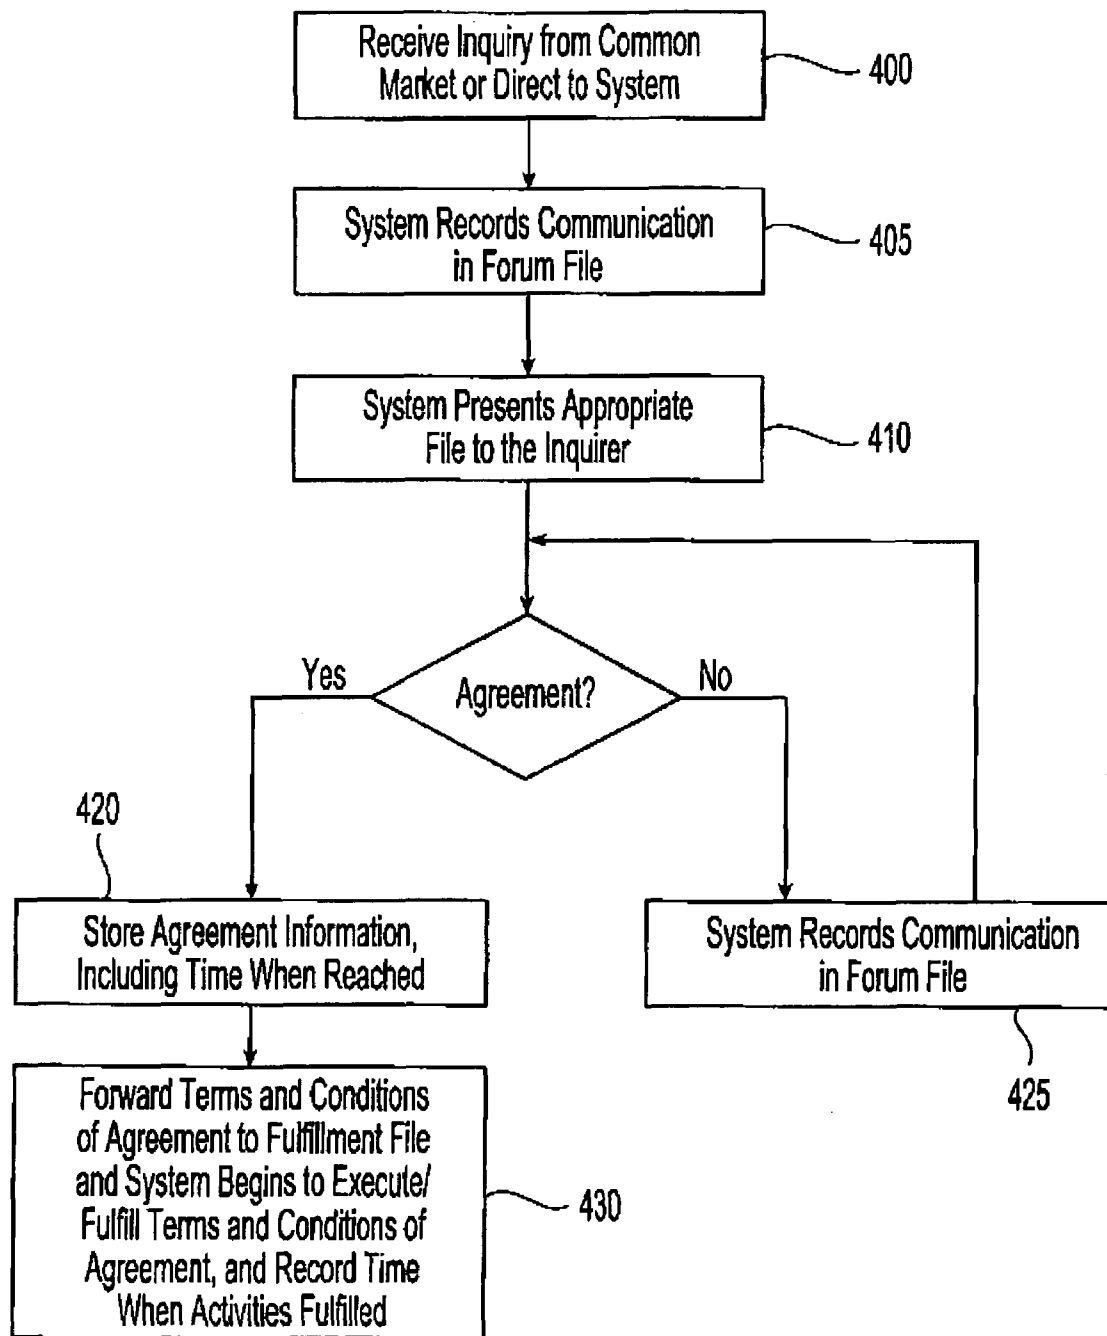 Receive Inquiry from Common
Market or Direct to System
400
System Records Communication
in Forum File
405
System Presents Appropriate
File to the Inquirer
410
Agreement?
Yes
No
420
Store Agreement Information,
Including Time When Reached
System Records Communication
in Forum File
425
Forward Terms and Conditions
of Agreement to Fulfillment File
and System Begins to Execute/
Fulfill Terms and Conditions of
Agreement, and Record Time
When Activities Fulfilled
430